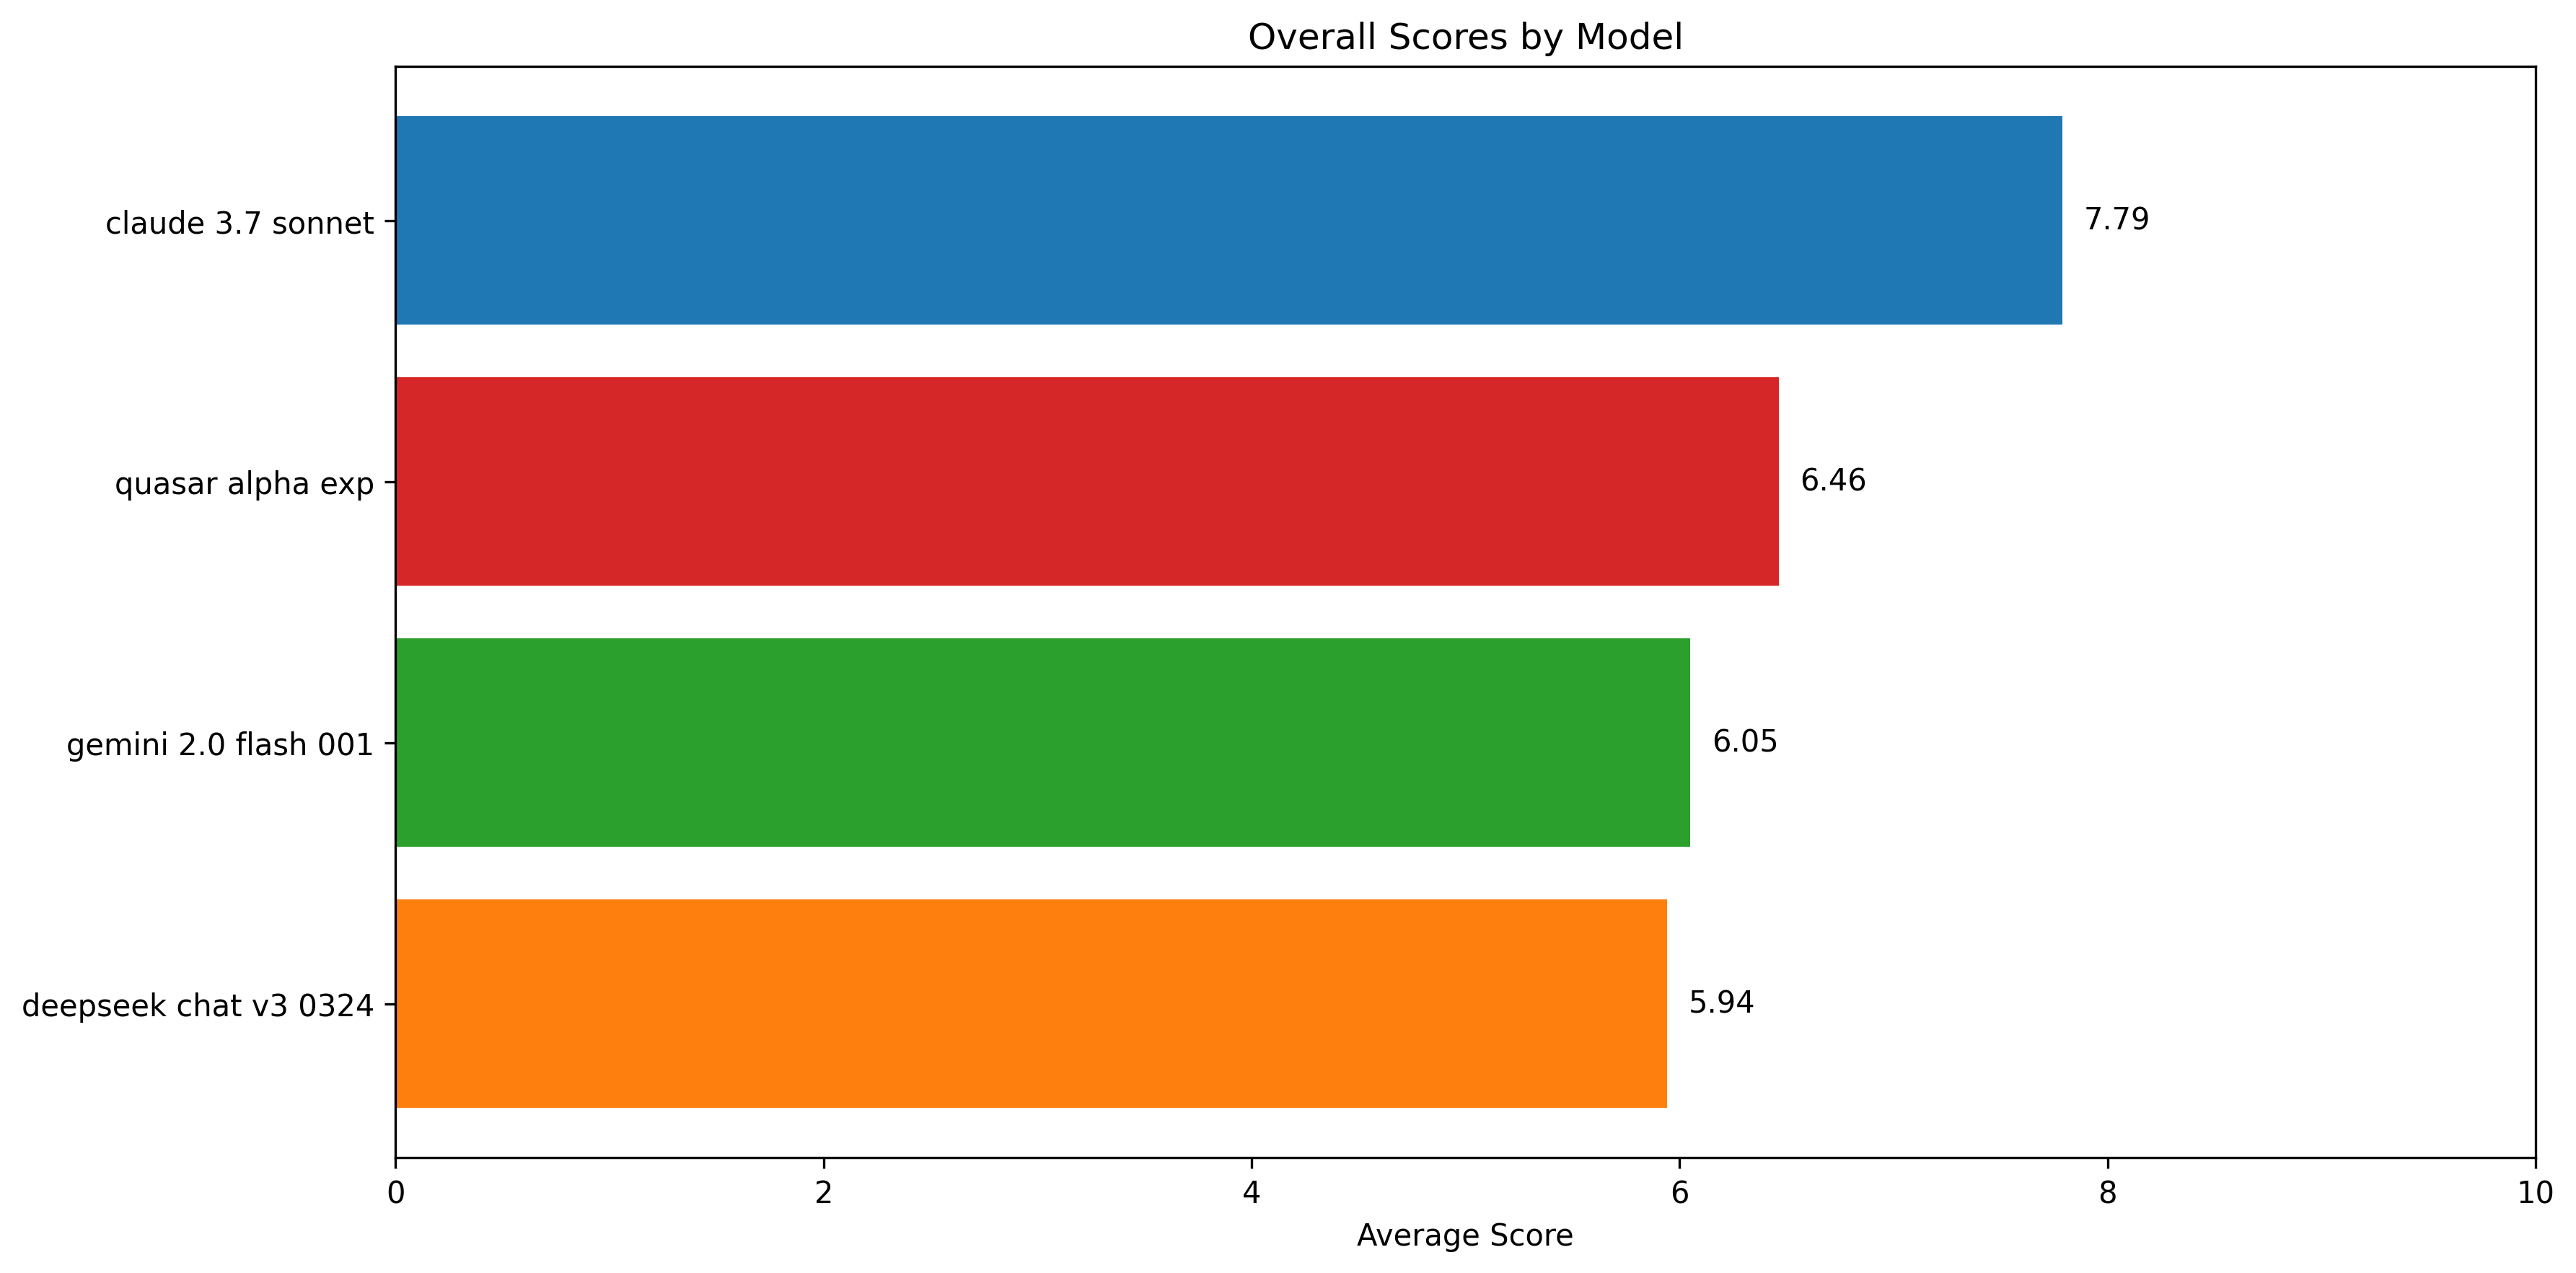 Overall Scores by Model
claude 3.7 sonnet
7.79
quasar alpha exp
6.46
gemini 2.0 flash 001
6.05
deepseek chat v3 0324
5.94
0 2 4 6 8 10
Average Score